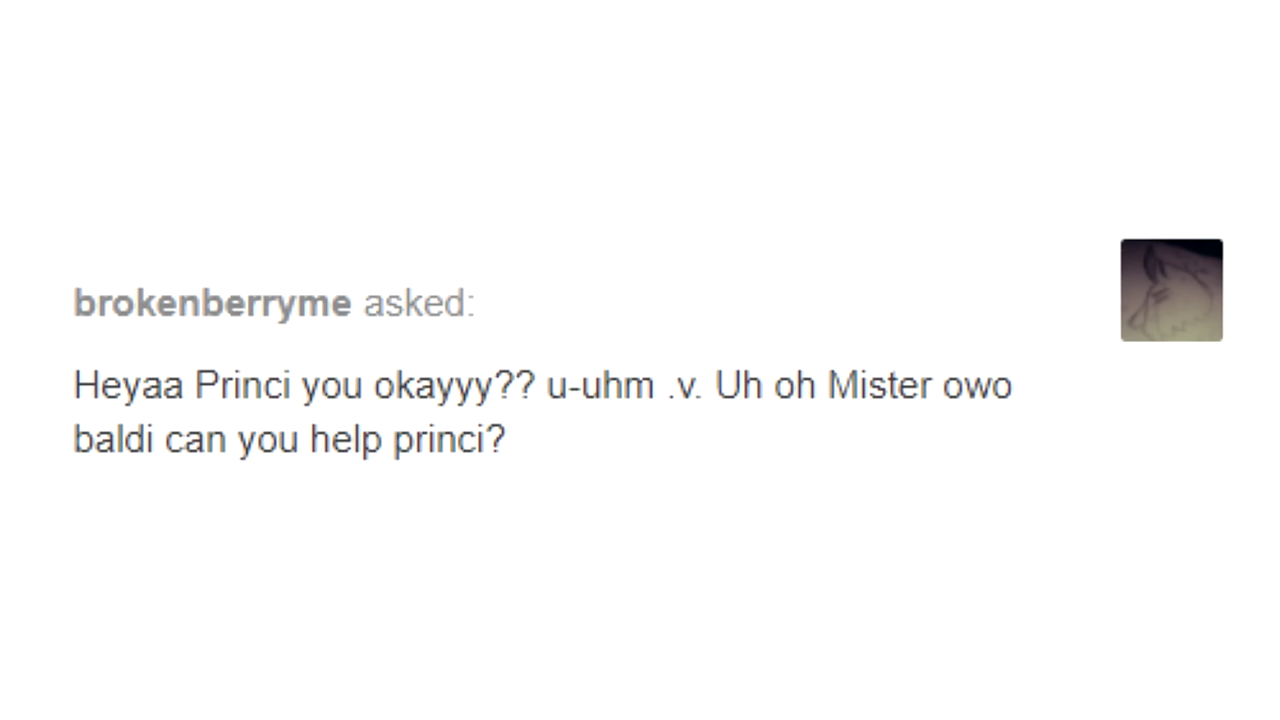 brokenberryme asked:
Heyaa Princi you okayyy?? u-uhm .v. Uh oh Mister owo
baldi can you help princi?